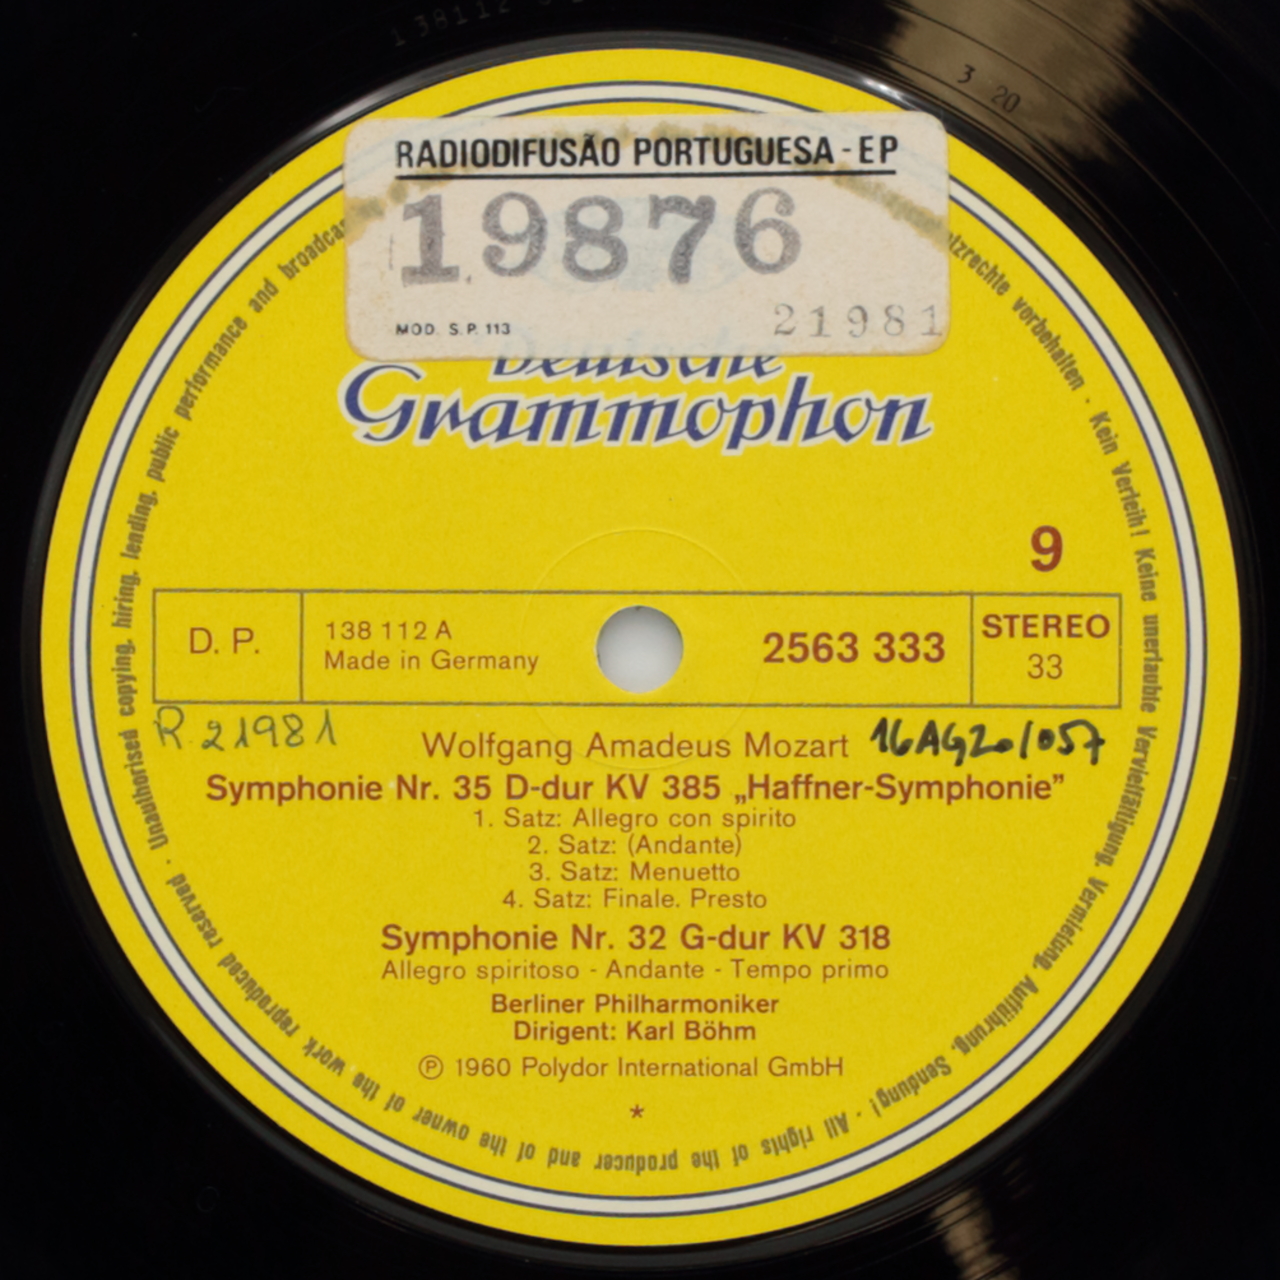 138112
3 20
RADIODIFUSÃO PORTUGUESA - EP
19876
MOD. S.P. 113
21981
Deutsche
Grammophon
9
D. P.
138 112 A
Made in Germany
2563 333
STEREO
33
R. 21981
16AG20/057
Wolfgang Amadeus Mozart
Symphonie Nr. 35 D-dur KV 385 „Haffner-Symphonie”
1. Satz: Allegro con spirito
2. Satz: (Andante)
3. Satz: Menuetto
4. Satz: Finale. Presto
Symphonie Nr. 32 G-dur KV 318
Allegro spiritoso - Andante - Tempo primo
Berliner Philharmoniker
Dirigent: Karl Böhm
Ⓟ 1960 Polydor International GmbH
*
vorbehalten · Kein Verleih! Keine unerlaubte Vervielfältigung, Vermietung, Aufführung, Sendung! · All rights of the producer and of the owner of the work reproduced reserved · Unauthorised copying, hiring, lending, public performance and